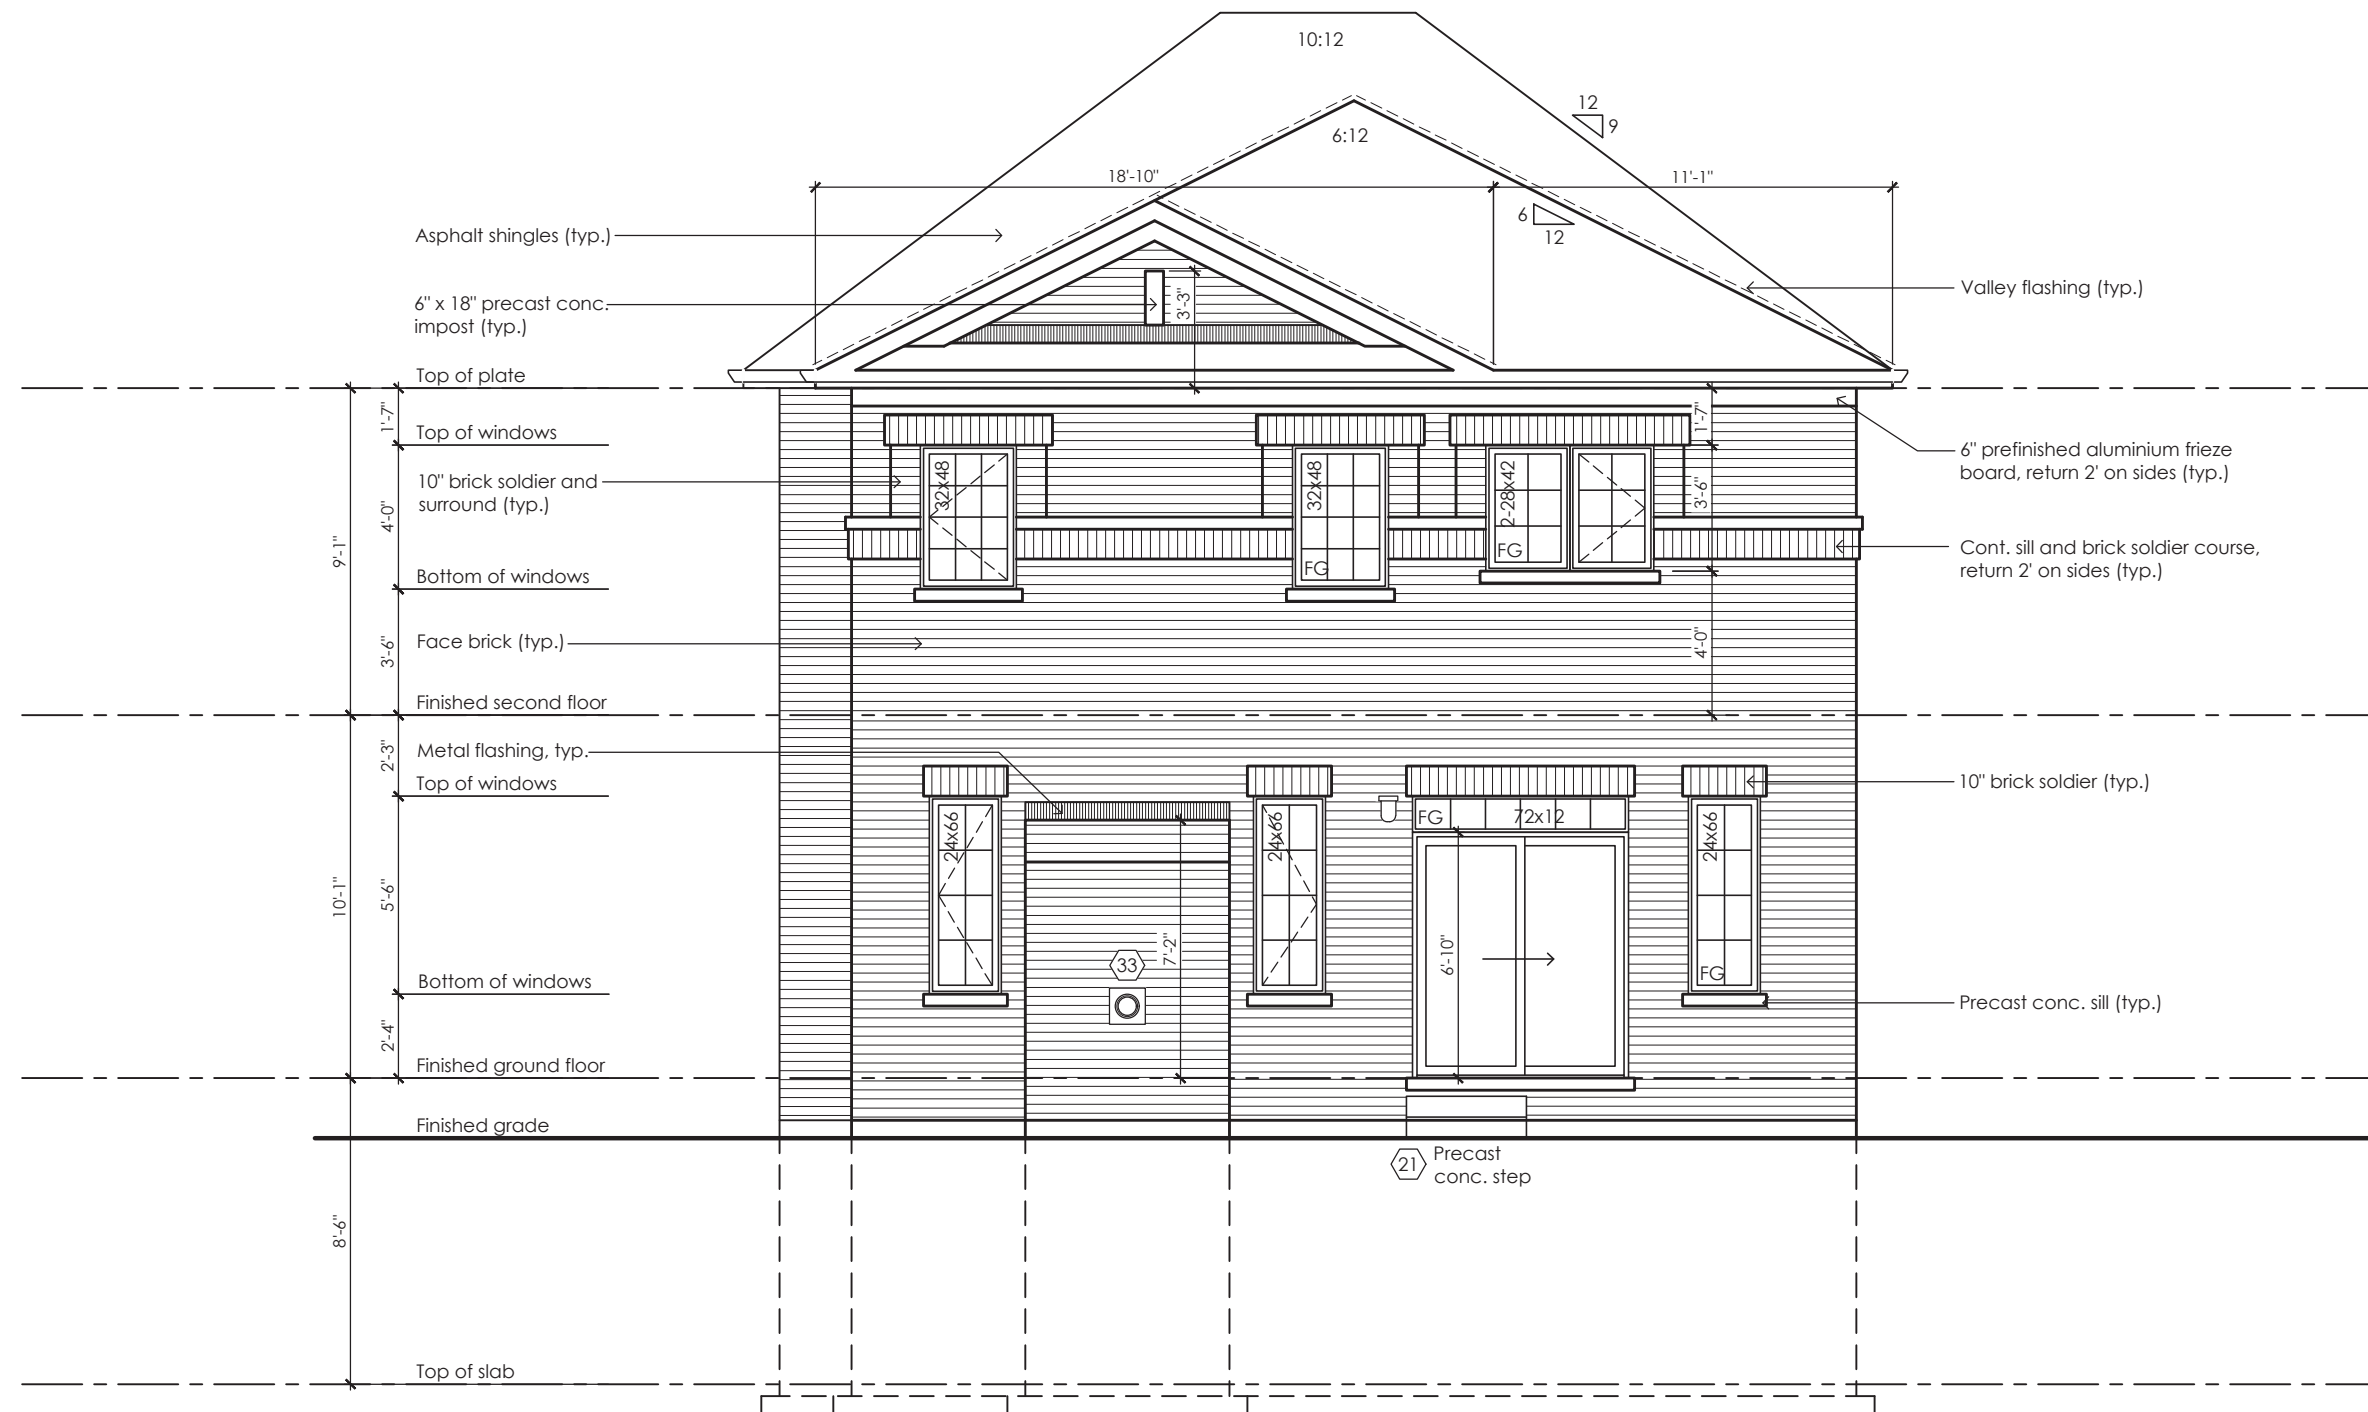 10:12
12
9
6:12
18'-10"
11'-1"
6
12
Asphalt shingles (typ.)
6" x 18" precast conc.
impost (typ.)
3'-3"
Valley flashing (typ.)
Top of plate
1'-7"
1'-7"
Top of windows
10" brick soldier and
surround (typ.)
32x48
32x48
FG
2-28x42
FG
3'-6"
6" prefinished aluminium frieze
board, return 2' on sides (typ.)
4'-0"
9'-1"
Cont. sill and brick soldier course,
return 2' on sides (typ.)
Bottom of windows
Face brick (typ.)
3'-6"
4'-0"
Finished second floor
Metal flashing, typ.
2'-3"
Top of windows
10" brick soldier (typ.)
24x66
24x66
FG
72x12
24x66
FG
10'-1"
5'-6"
7'-2"
6'-10"
33
Bottom of windows
Precast conc. sill (typ.)
2'-4"
Finished ground floor
Finished grade
21
Precast
conc. step
8'-6"
Top of slab